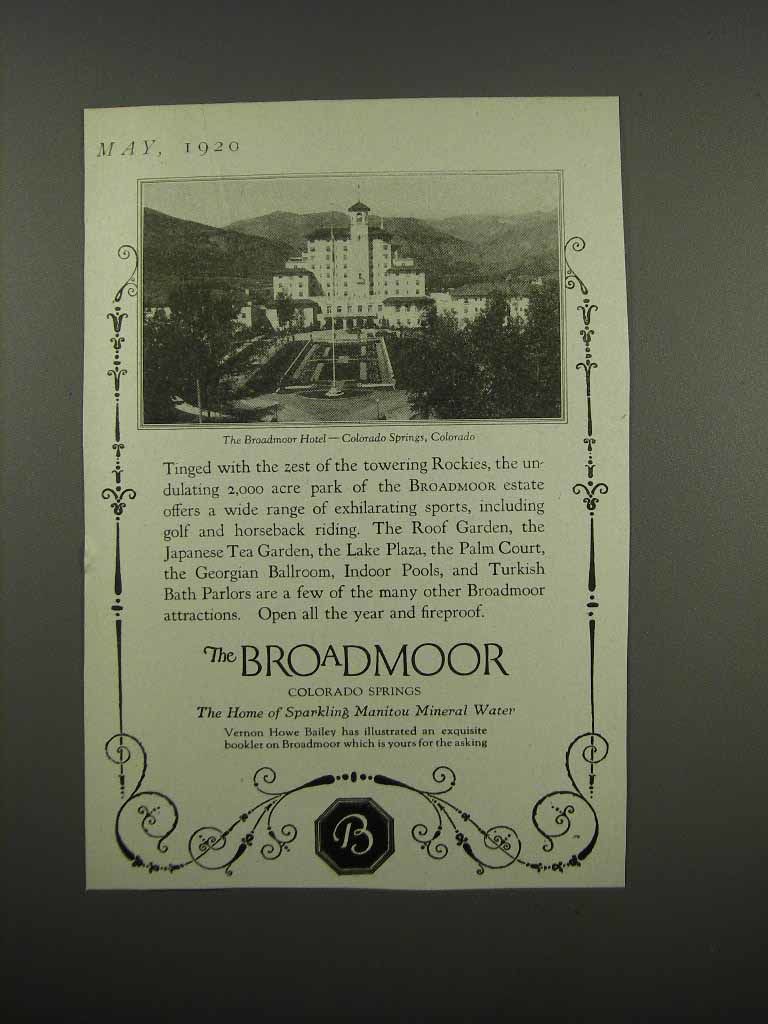 MAY, 1920
The Broadmoor Hotel — Colorado Springs, Colorado
Tinged with the zest of the towering Rockies, the un-
dulating 2,000 acre park of the BROADMOOR estate
offers a wide range of exhilarating sports, including
golf and horseback riding. The Roof Garden, the
Japanese Tea Garden, the Lake Plaza, the Palm Court,
the Georgian Ballroom, Indoor Pools, and Turkish
Bath Parlors are a few of the many other Broadmoor
attractions. Open all the year and fireproof.
The BROADMOOR
COLORADO SPRINGS
The Home of Sparkling Manitou Mineral Water
Vernon Howe Bailey has illustrated an exquisite
booklet on Broadmoor which is yours for the asking
B